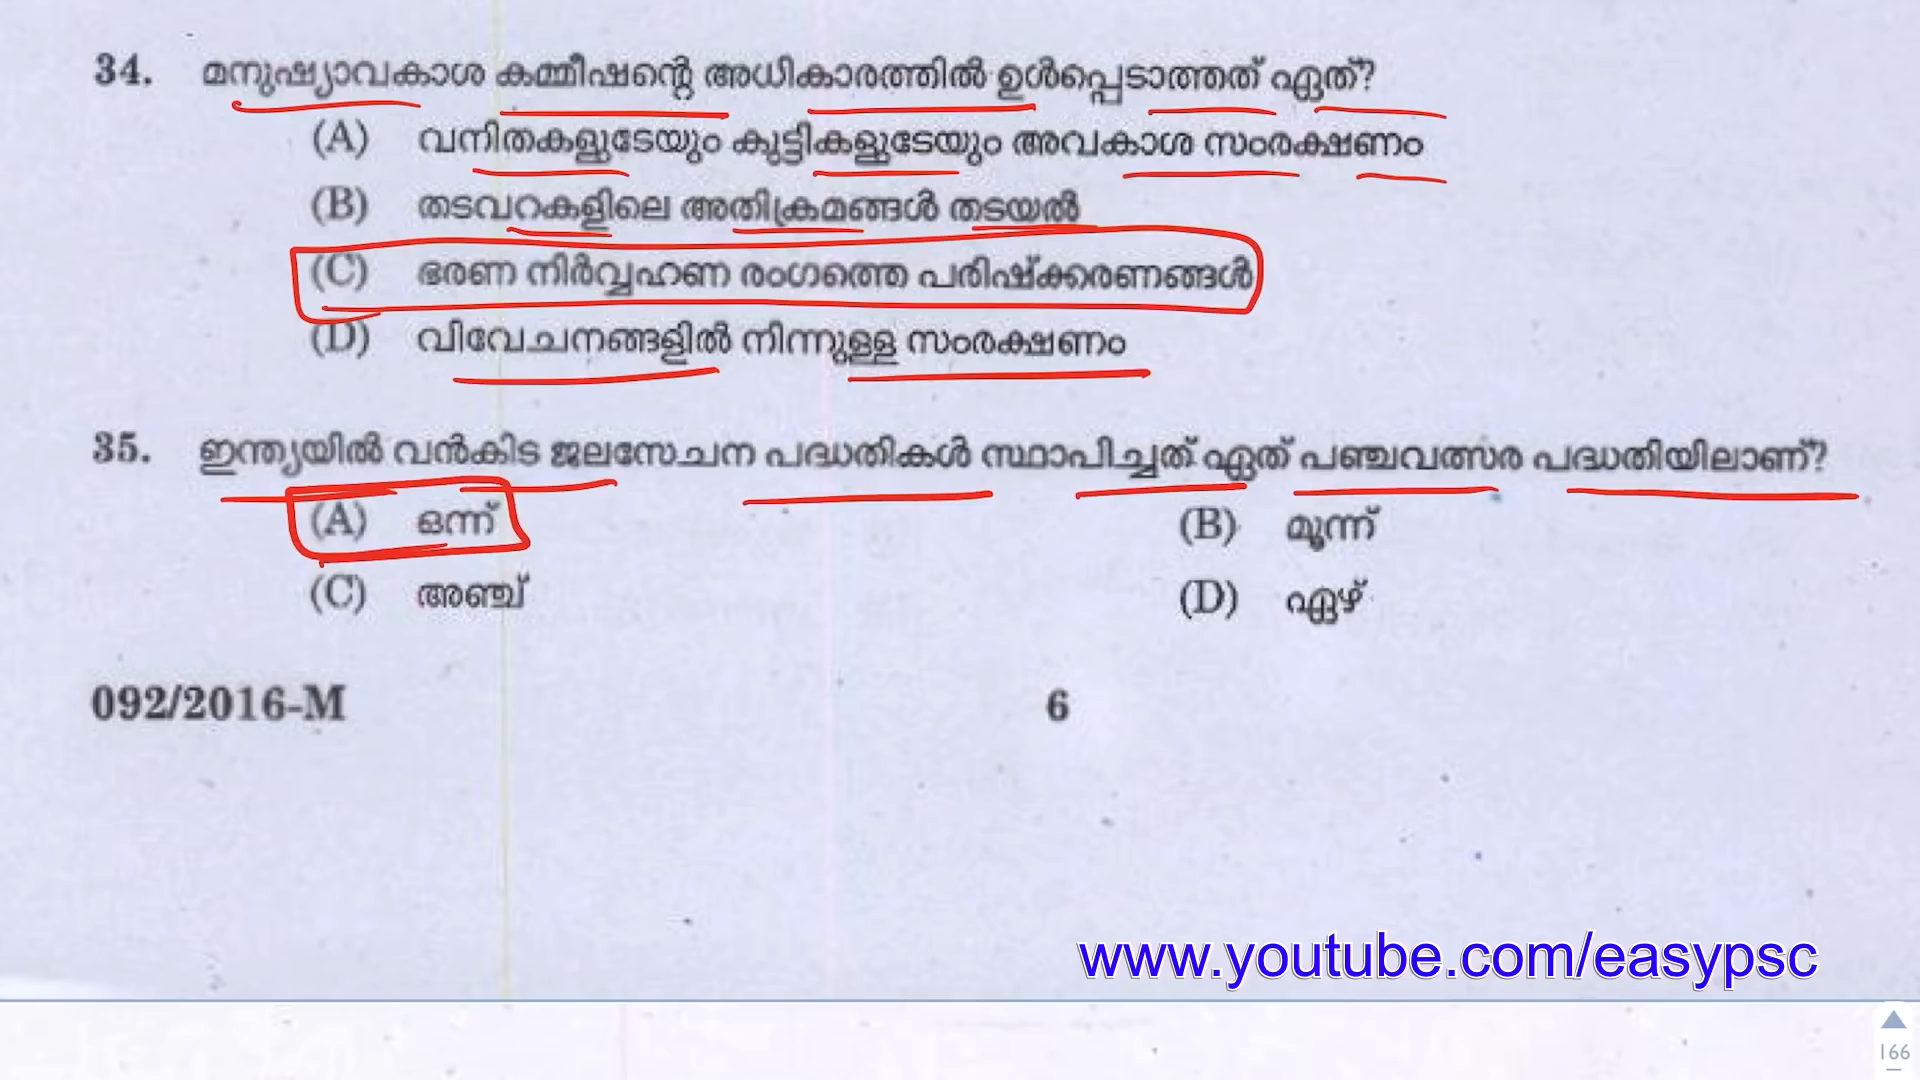 34. മനുഷ്യാവകാശ കമ്മീഷന്റെ അധികാരത്തിൽ ഉൾപ്പെടാത്തത് ഏത്?
(A) വനിതകളുടേയും കുട്ടികളുടേയും അവകാശ സംരക്ഷണം
(B) തടവറകളിലെ അതിക്രമങ്ങൾ തടയൽ
(C) ഭരണ നിർവ്വഹണ രംഗത്തെ പരിഷ്ക്കരണങ്ങൾ
(D) വിവേചനങ്ങളിൽ നിന്നുള്ള സംരക്ഷണം
35. ഇന്ത്യയിൽ വൻകിട ജലസേചന പദ്ധതികൾ സ്ഥാപിച്ചത് ഏത് പഞ്ചവത്സര പദ്ധതിയിലാണ്?
(A) ഒന്ന് (B) മൂന്ന്
(C) അഞ്ച് (D) ഏഴ്
092/2016-M 6
www.youtube.com/easypsc
166